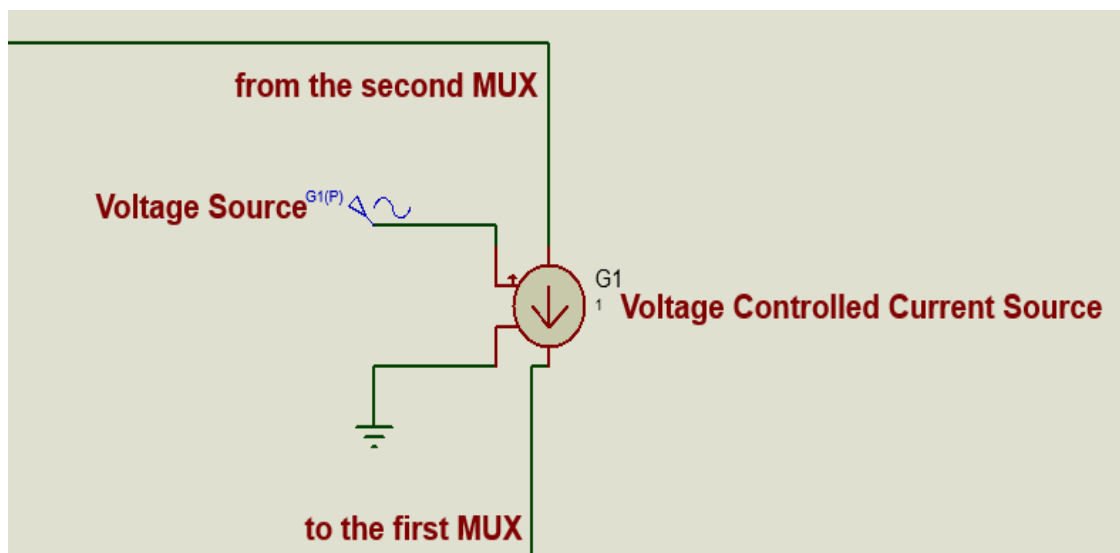 from the second MUX
Voltage Source
G1(P)
G1
1
Voltage Controlled Current Source
to the first MUX